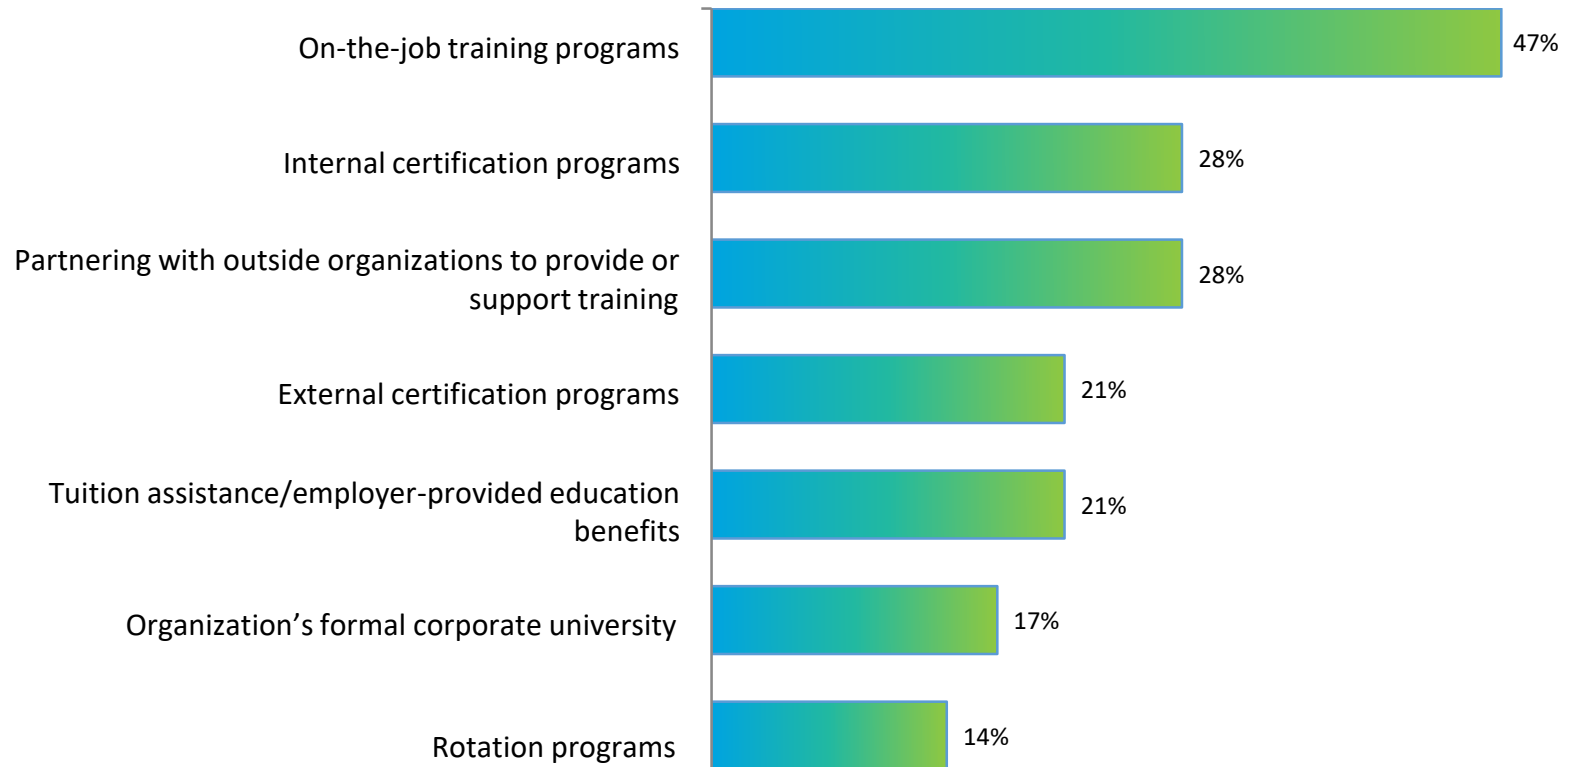 On-the-job training programs
47%
Internal certification programs
28%
Partnering with outside organizations to provide or
support training
28%
External certification programs
21%
Tuition assistance/employer-provided education
benefits
21%
Organization’s formal corporate university
17%
Rotation programs
14%